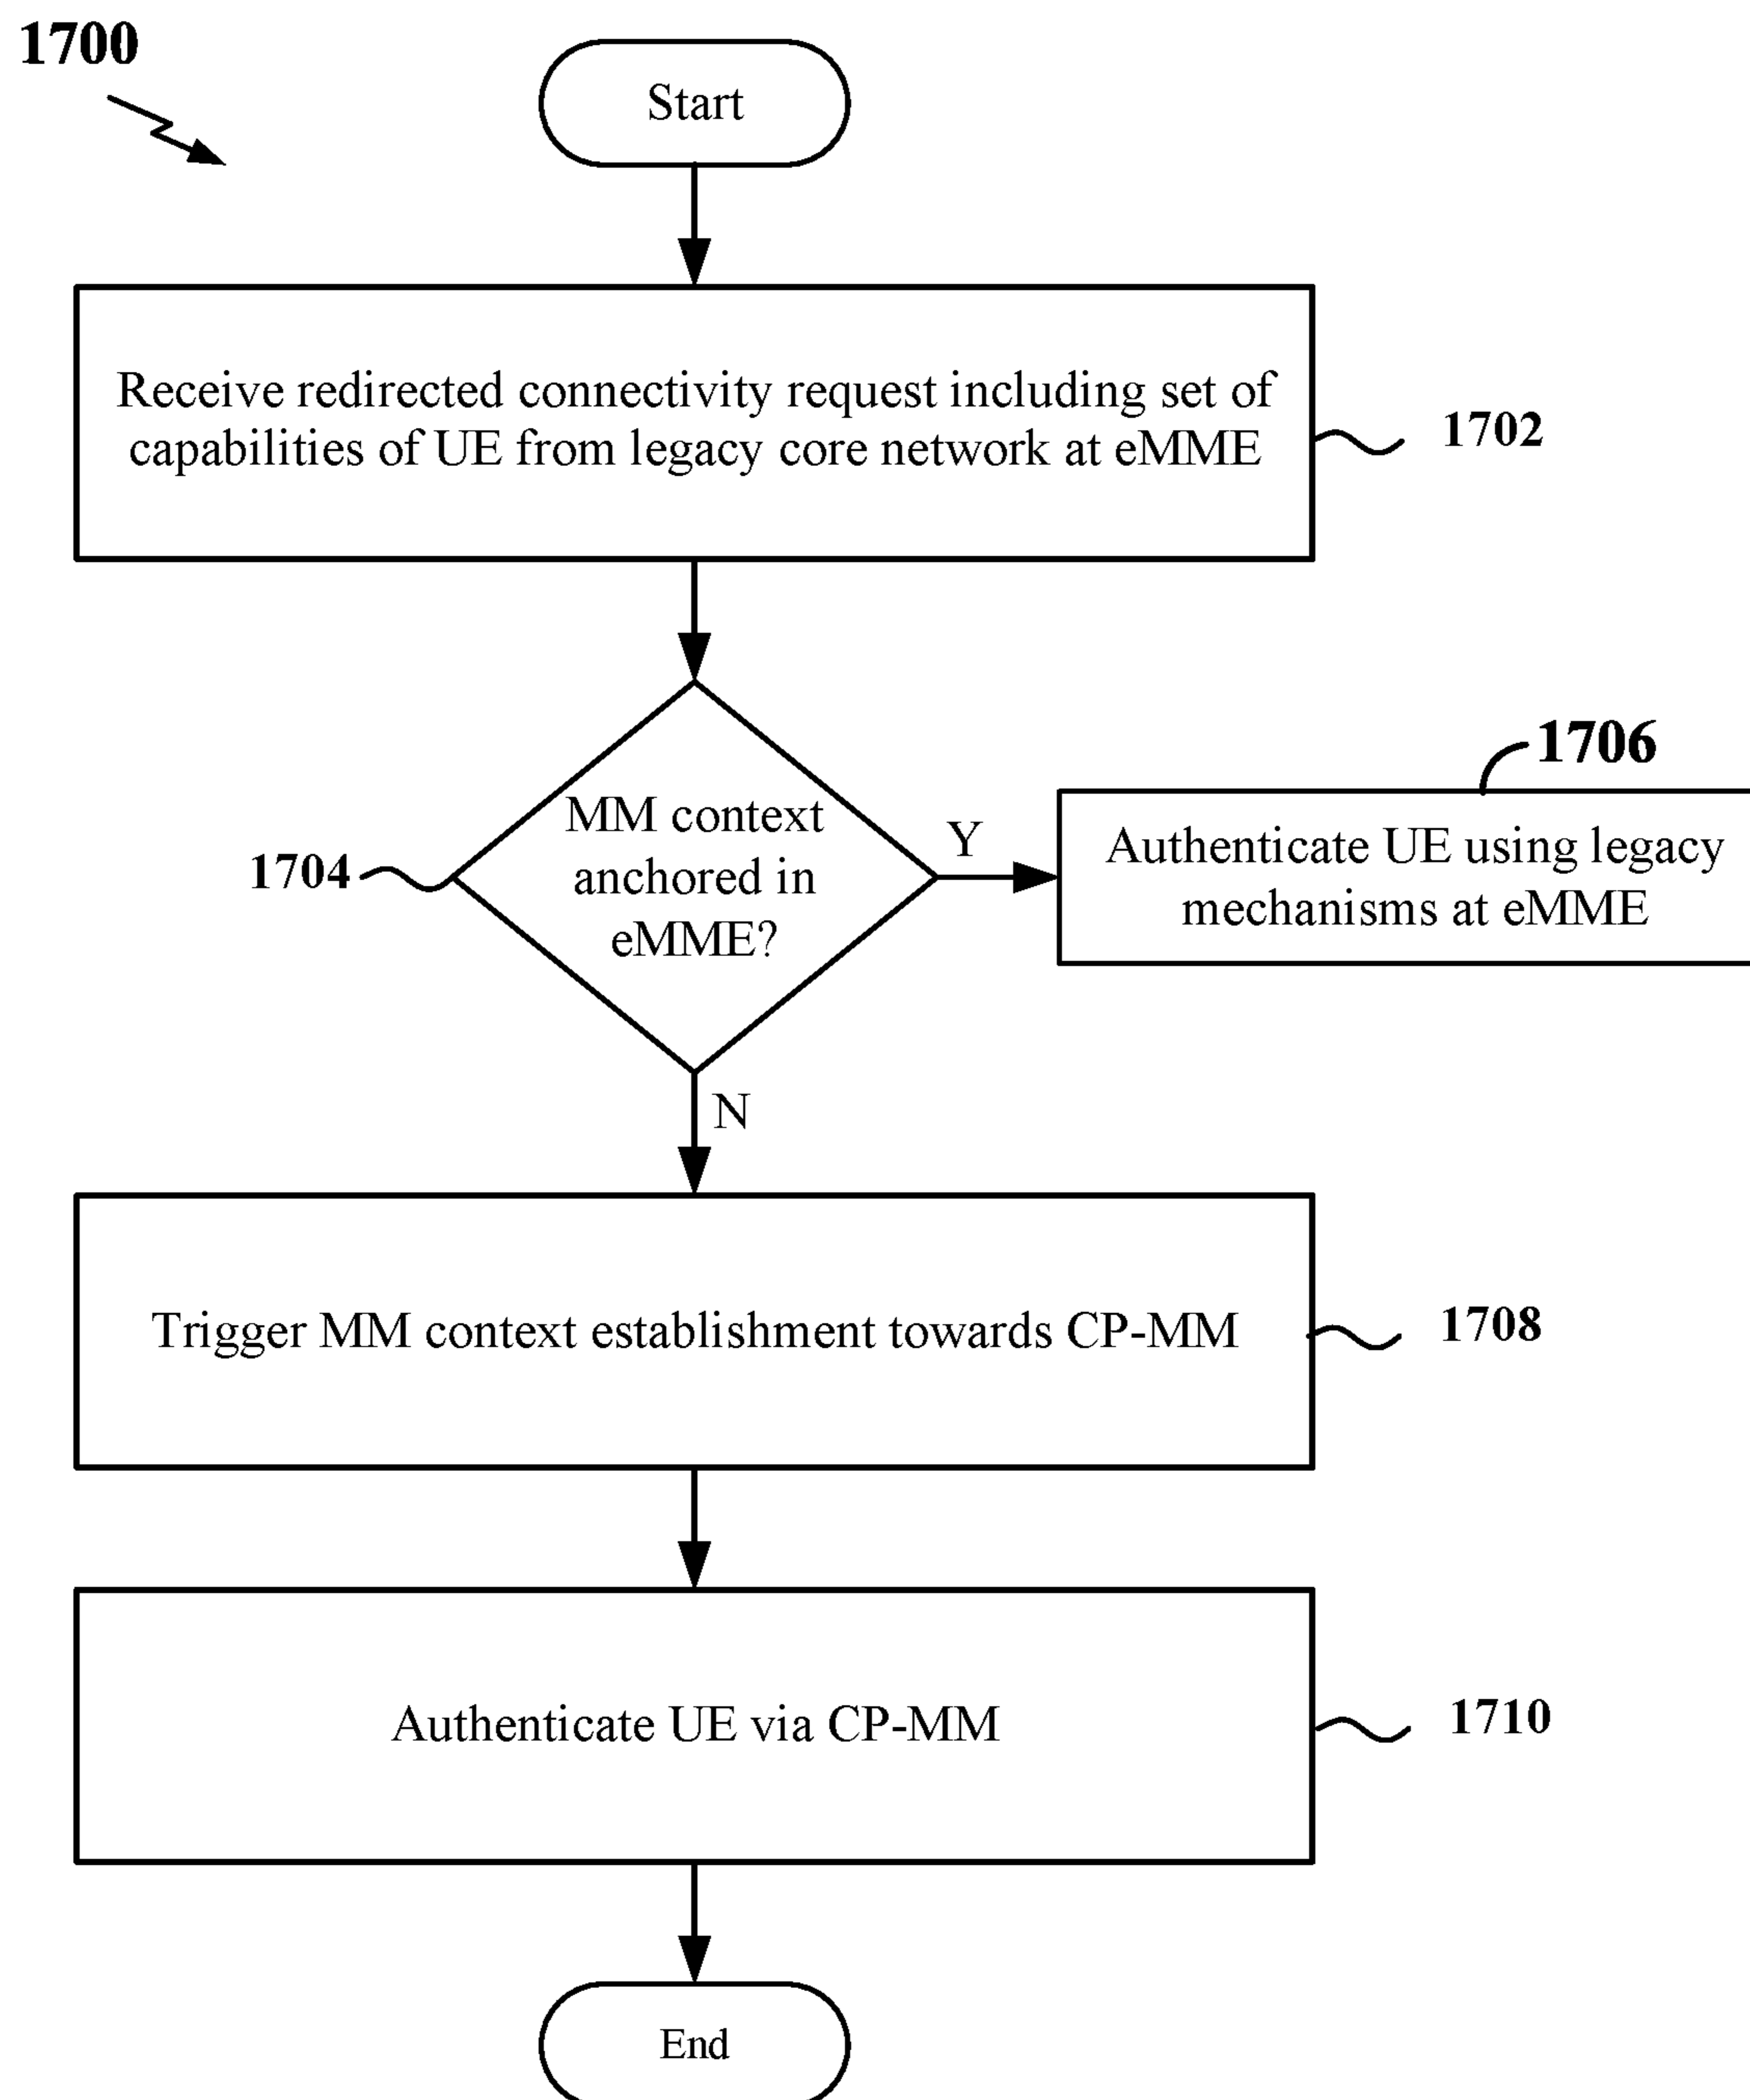 1700
Start
Receive redirected connectivity request including set of
capabilities of UE from legacy core network at eMME
1702
MM context
anchored in
eMME?
1704
Y
1706
Authenticate UE using legacy
mechanisms at eMME
N
Trigger MM context establishment towards CP-MM
1708
Authenticate UE via CP-MM
1710
End